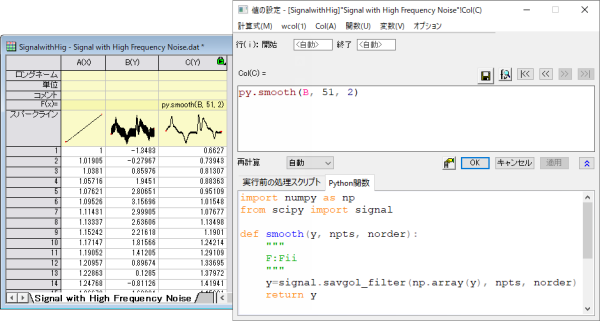 SignalwithHig - Signal with High Frequency Noise.dat *
A(X) B(Y) C(Y)
ロングネーム
単位
コメント
F(x)= py.smooth(B, 51, 2)
スパークライン
1 1 -1.3483 0.6627
2 1.01905 -0.27967 0.73943
3 1.0381 0.85976 0.81307
4 1.05716 1.9451 0.88363
5 1.07621 2.80651 0.95109
6 1.09526 3.15696 1.01548
7 1.11431 2.99905 1.07677
8 1.13337 2.63606 1.13498
9 1.15242 2.21618 1.1901
10 1.17147 1.81566 1.24214
11 1.19052 1.41205 1.29109
12 1.20957 0.89674 1.33695
13 1.22863 0.1285 1.37972
14 1.24768 -0.81126 1.41941
Signal with High Frequency Noise
値の設定 - [SignalwithHig]"Signal with High Frequency Noise"!Col(C)
計算式(M) wcol(1) Col(A) 関数(U) 変数(V) オプション
行(i): 開始 <自動> 終了 <自動>
Col(C) =
py.smooth(B, 51, 2)
再計算 自動 OK キャンセル 適用
実行前の処理スクリプト Python関数
import numpy as np
from scipy import signal
def smooth(y, npts, norder):
"""
F:Fii
"""
y=signal.savgol_filter(np.array(y), npts, norder)
return y